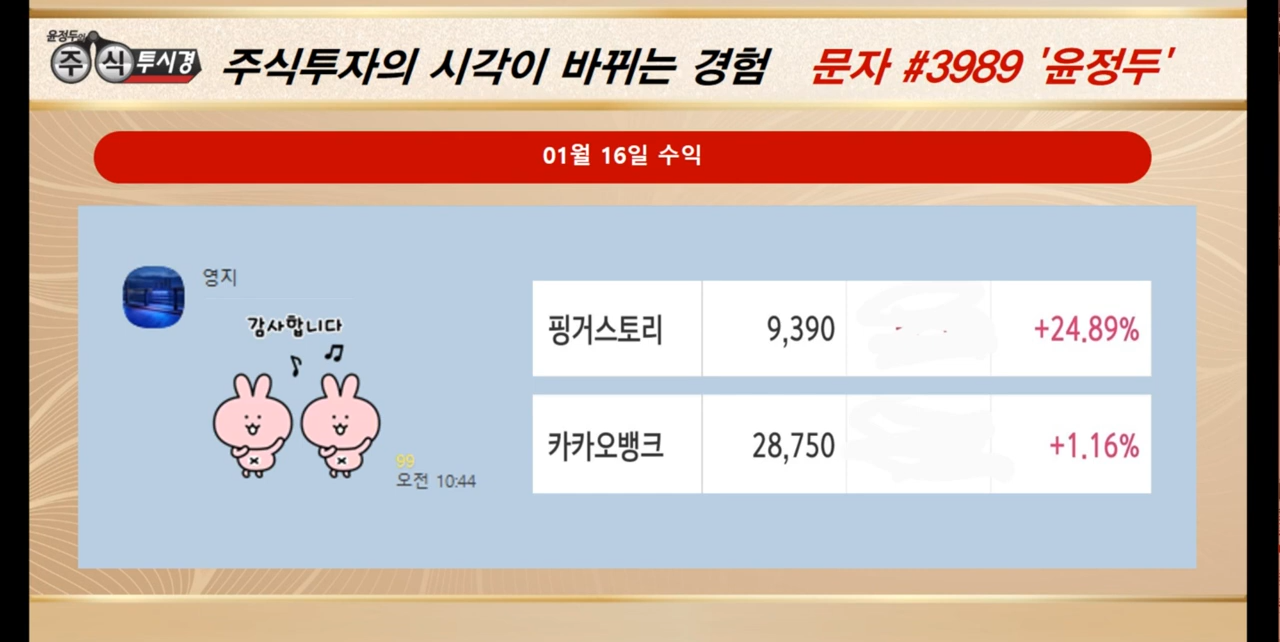 윤정두의
주식투시경
주식투자의 시각이 바뀌는 경험 문자 #3989 '윤정두'
01월 16일 수익
영지
감사합니다
99
오전 10:44
핑거스토리 9,390 +24.89%
카카오뱅크 28,750 +1.16%